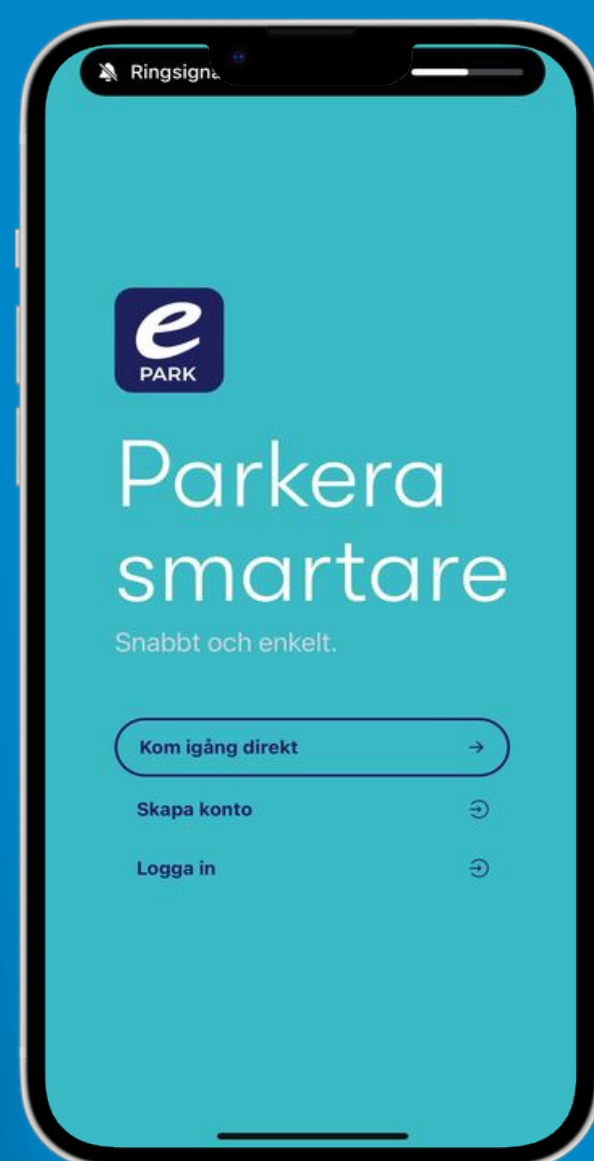 Ringsigna
e
PARK
Parkera
smartare
Snabbt och enkelt.
Kom igång direkt
Skapa konto
Logga in